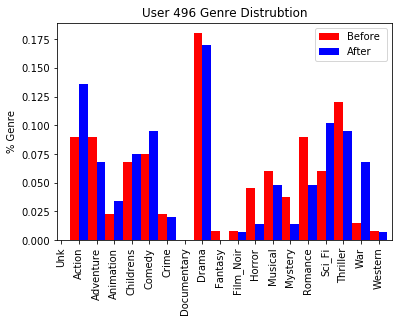 User 496 Genre Distrubtion
Before
After
% Genre
0.175
0.150
0.125
0.100
0.075
0.050
0.025
0.000
Unk
Action
Adventure
Animation
Childrens
Comedy
Crime
Documentary
Drama
Fantasy
Film_Noir
Horror
Musical
Mystery
Romance
Sci_Fi
Thriller
War
Western